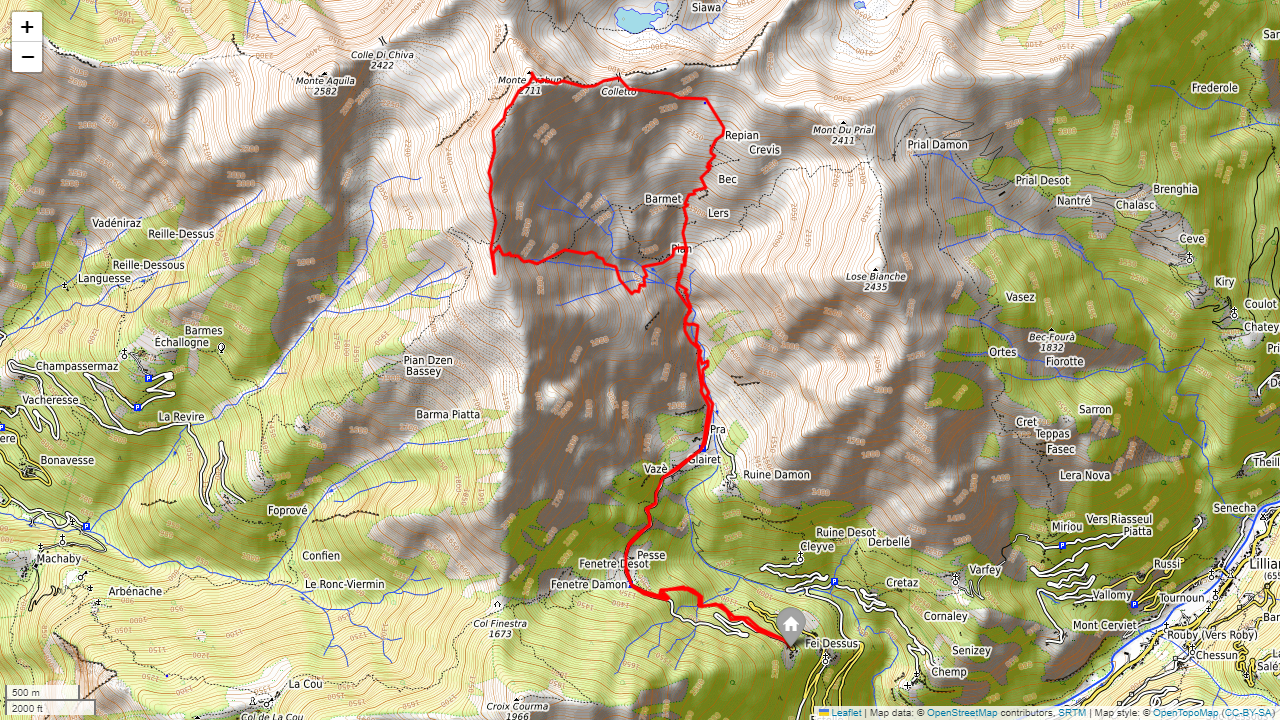 +
−
Siawa
Colle Di Chiva
2422
Monte Aquila
2582
Monte
2711
Colletto
Frederole
Mont Du Prial
2411
Repian
Crevis
Prial Damon
Bec
Prial Desot
Brenghia
Nantré
Chalasc
Barmet
Lers
Vadéniraz
Reille-Dessus
Ceve
Plan
Reille-Dessous
Languesse
Lose Bianche
2435
Kiry
Vasez
Coulot
Chatey
Barmes
Échallogne
Bec-Fourà
1832
Ortes
Fiorotte
Pian Dzen
Bassey
Champassermaz
Vacheresse
La Revire
Barma Piatta
Sarron
Cret
Teppas
Fasec
Pra
Bonavesse
Glairet
Vazè
Ruine Damon
Lera Nova
Foprové
Senecha
Vers Riasseul
Miriou
Piatta
Ruine Desot
Derbellé
Cleyve
Machaby
Confien
Pesse
Fenetre Desot
Fenetre Damon
Russi
Varfey
Cretaz
Arbénache
Le Ronc-Viermin
Vallomy
Tournoun
Cornaley
Col Finestra
1673
Mont Cerviet
Rouby (Vers Roby)
Fei Dessus
Senizey
Chessun
Chemp
La Cou
Croix Courma
1966
Col de La Cou
500 m
2000 ft
Leaflet | Map data: © OpenStreetMap contributors, SRTM | Map style: © OpenTopoMap (CC-BY-SA)